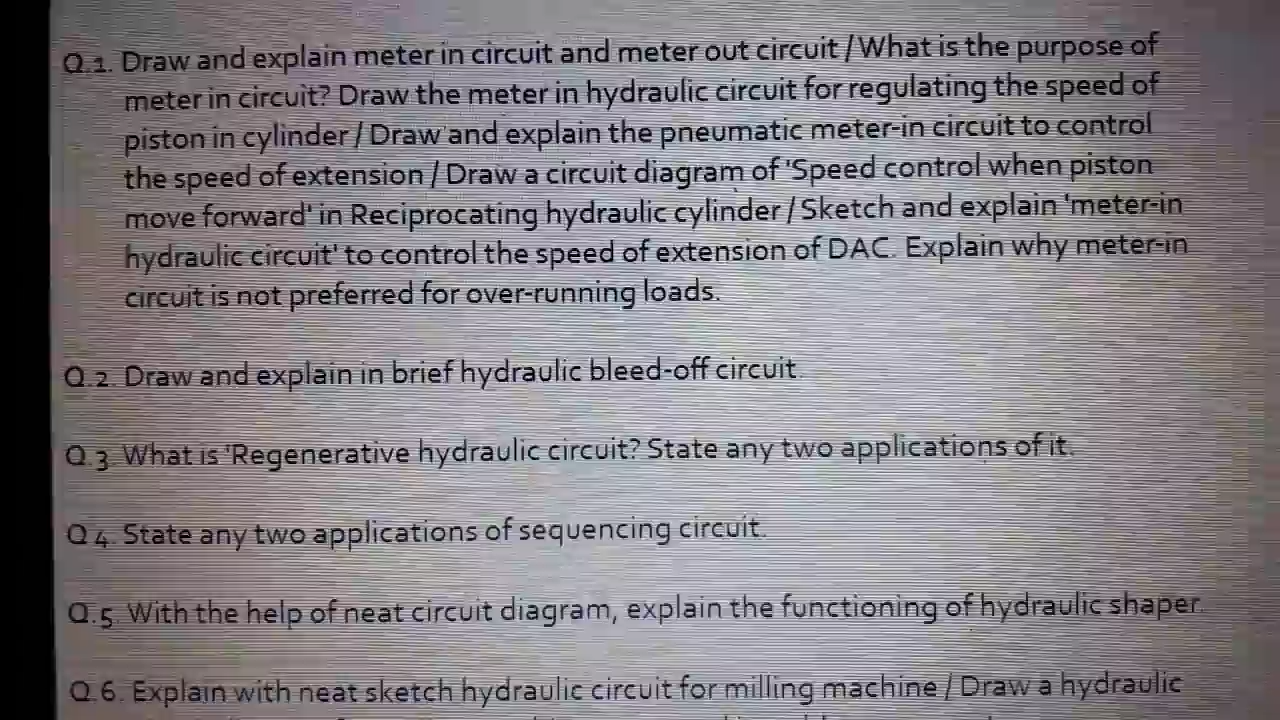 Q.1. Draw and explain meter in circuit and meter out circuit / What is the purpose of
meter in circuit? Draw the meter in hydraulic circuit for regulating the speed of
piston in cylinder / Draw and explain the pneumatic meter-in circuit to control
the speed of extension / Draw a circuit diagram of 'Speed control when piston
move forward' in Reciprocating hydraulic cylinder / Sketch and explain 'meter-in
hydraulic circuit' to control the speed of extension of DAC. Explain why meter-in
circuit is not preferred for over-running loads.
Q.2. Draw and explain in brief hydraulic bleed-off circuit.
Q.3. What is 'Regenerative hydraulic circuit? State any two applications of it.
Q.4. State any two applications of sequencing circuit.
Q.5. With the help of neat circuit diagram, explain the functioning of hydraulic shaper.
Q.6. Explain with neat sketch hydraulic circuit for milling machine / Draw a hydraulic